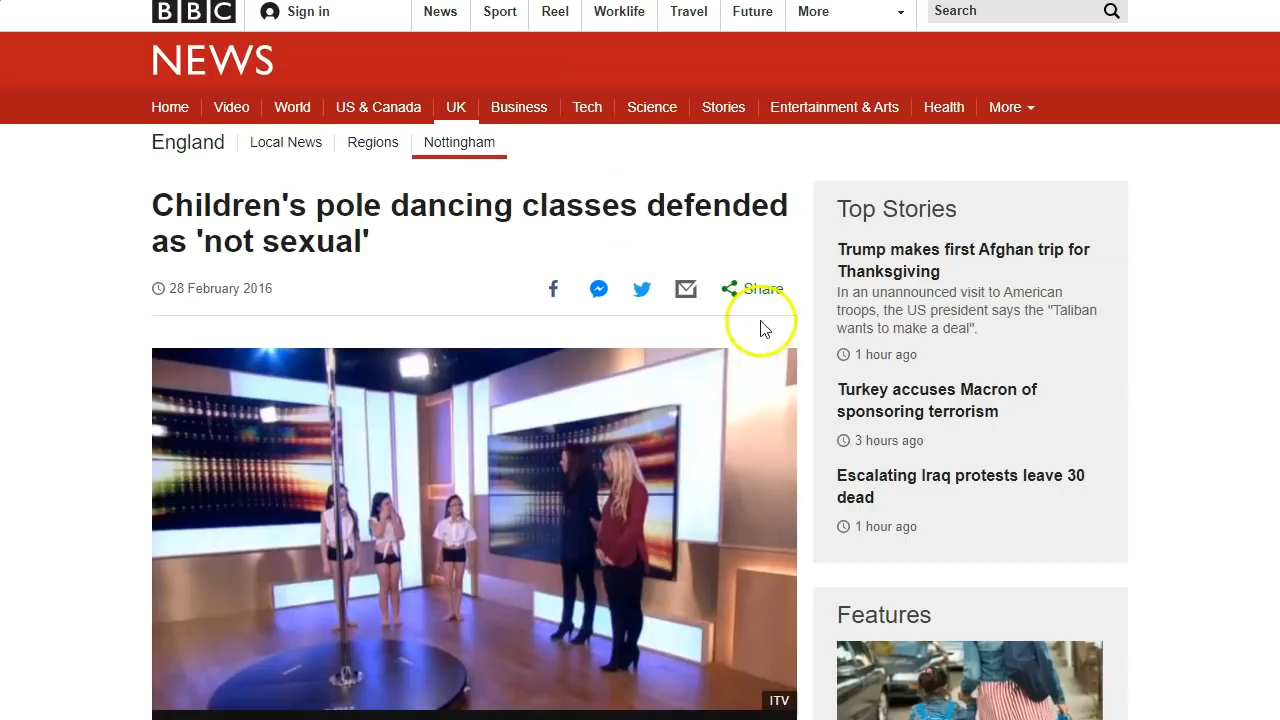 BBC Sign in News Sport Reel Worklife Travel Future More Search
NEWS
Home Video World US & Canada UK Business Tech Science Stories Entertainment & Arts Health More
England Local News Regions Nottingham
Children's pole dancing classes defended
as 'not sexual'
28 February 2016
Share
ITV
Top Stories
Trump makes first Afghan trip for
Thanksgiving
In an unannounced visit to American
troops, the US president says the "Taliban
wants to make a deal".
1 hour ago
Turkey accuses Macron of
sponsoring terrorism
3 hours ago
Escalating Iraq protests leave 30
dead
1 hour ago
Features